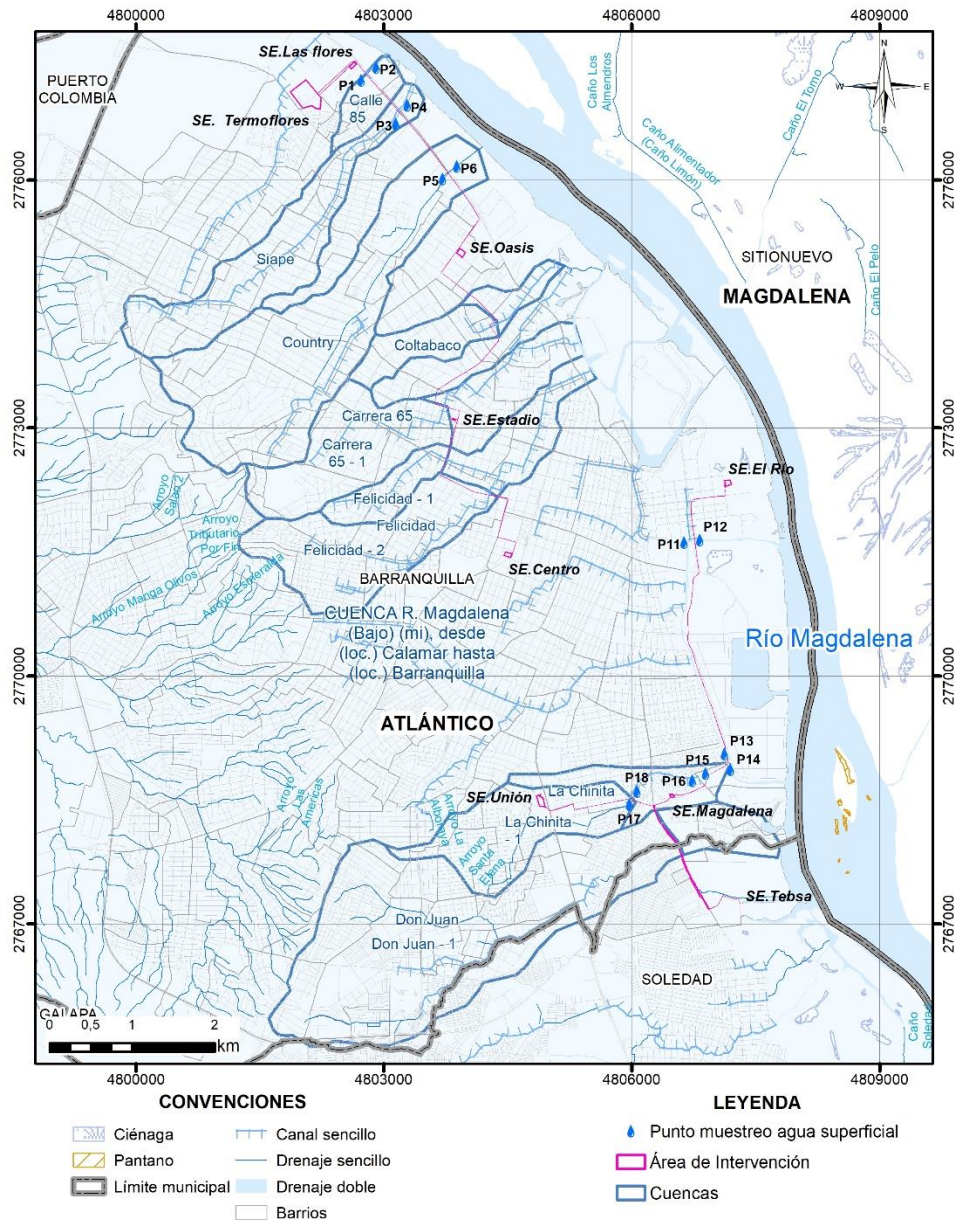 4800000
4803000
4806000
4809000
N
W
E
S
SE.Las flores
P2
PUERTO
COLOMBIA
P1
Calle
85
P4
SE. Termoflores
P3
Caño Los
Almendros
Caño El Tomo
Caño Alimentador
(Caño Limón)
2776000
P6
P5
2776000
SE.Oasis
SITIONUEVO
Caño El Pelo
Siape
MAGDALENA
Country
Coltabaco
2773000
Carrera 65
SE.Estadio
2773000
Carrera
65 - 1
SE.El Río
Arroyo
Salao 2
Felicidad - 1
Arroyo
Tributario
Por Fin
Felicidad
P12
P11
Felicidad - 2
SE.Centro
Arroyo Manga Olivos
Arroyo Esmeralda
BARRANQUILLA
CUENCA R. Magdalena
(Bajo) (mi), desde
(loc.) Calamar hasta
(loc.) Barranquilla
Río Magdalena
2770000
2770000
ATLÁNTICO
P13
P15
P14
P16
P18
Arroyo
Las
Americas
SE.Unión
La Chinita
P17
SE.Magdalena
La Chinita
- 1
Arroyo La
Arroyo
Santa
Elena
SE.Tebsa
2767000
Don Juan
2767000
Don Juan - 1
SOLEDAD
GALAPA
0 0,5 1 2
km
Caño
4800000
4803000
4806000
4809000
CONVENCIONES
Ciénaga
Pantano
Límite municipal
Canal sencillo
Drenaje sencillo
Drenaje doble
Barrios
LEYENDA
Punto muestreo agua superficial
Área de Intervención
Cuencas